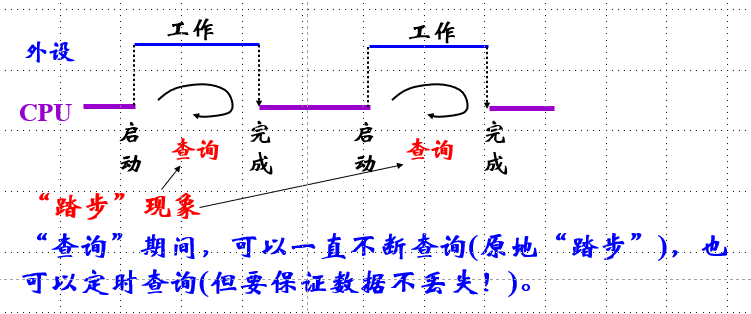 工作 工作
外设
CPU
启动 查询 完成 启动 查询 完成
“踏步”现象
“查询”期间，可以一直不断查询(原地“踏步”)，也
可以定时查询(但要保证数据不丢失！)。